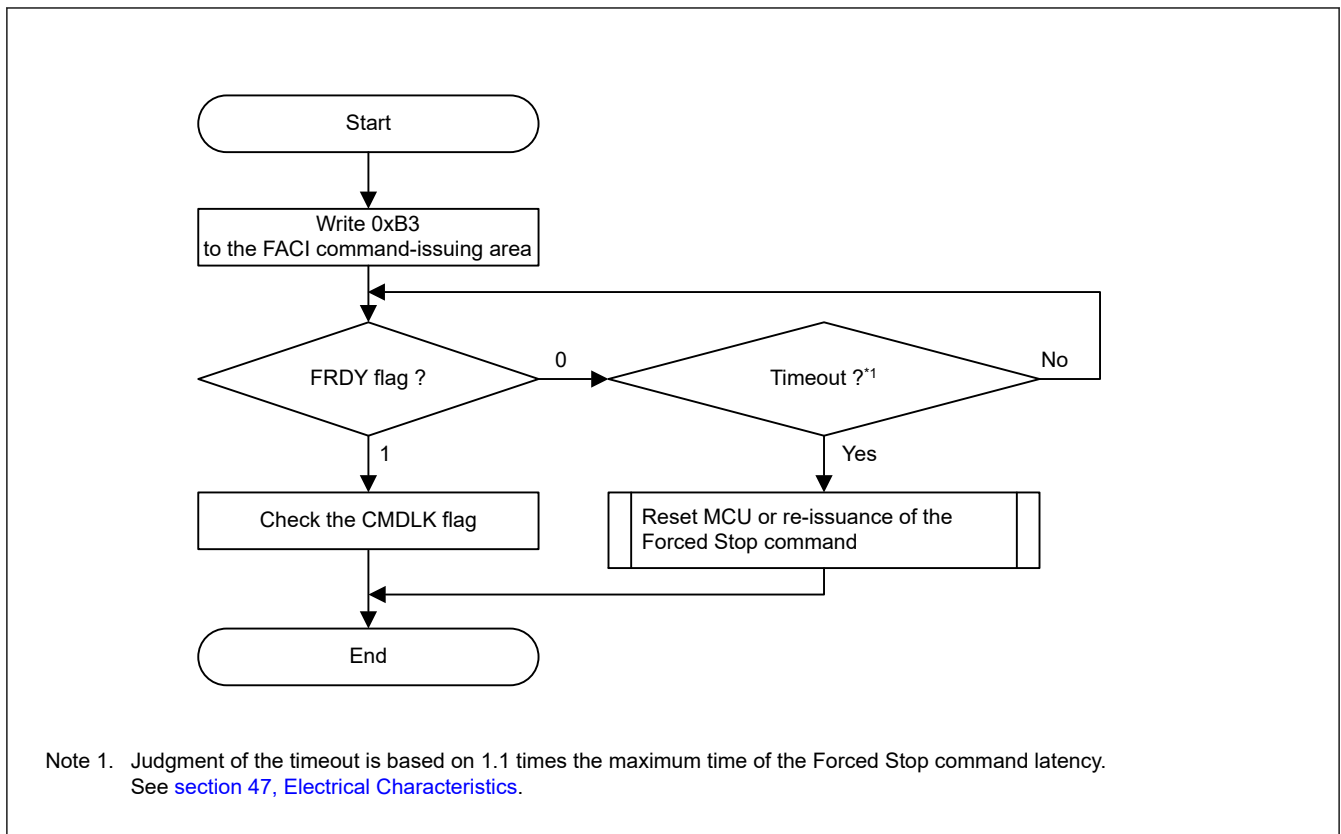 Start
Write 0xB3
to the FACI command-issuing area
FRDY flag ?
0
Timeout ?*1
No
1
Yes
Check the CMDLK flag
Reset MCU or re-issuance of the
Forced Stop command
End
Note 1. Judgment of the timeout is based on 1.1 times the maximum time of the Forced Stop command latency.
See section 47, Electrical Characteristics.